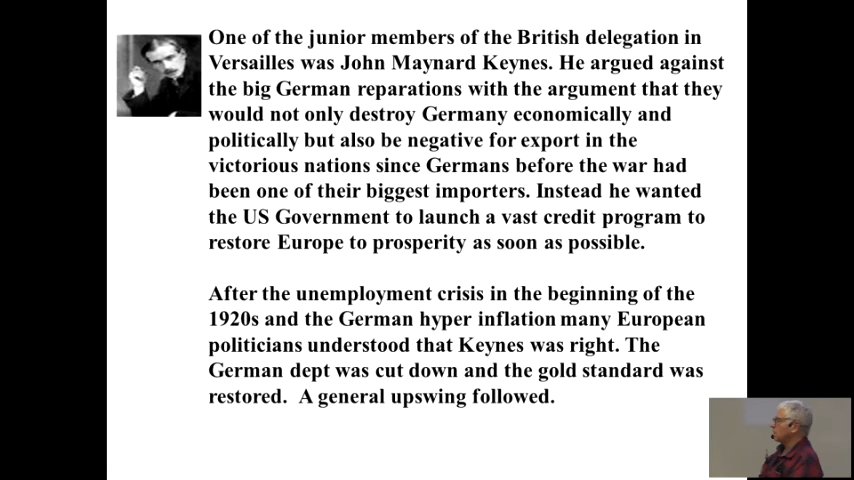 One of the junior members of the British delegation in
Versailles was John Maynard Keynes. He argued against
the big German reparations with the argument that they
would not only destroy Germany economically and
politically but also be negative for export in the
victorious nations since Germans before the war had
been one of their biggest importers. Instead he wanted
the US Government to launch a vast credit program to
restore Europe to prosperity as soon as possible.
After the unemployment crisis in the beginning of the
1920s and the German hyper inflation many European
politicians understood that Keynes was right. The
German dept was cut down and the gold standard was
restored. A general upswing followed.